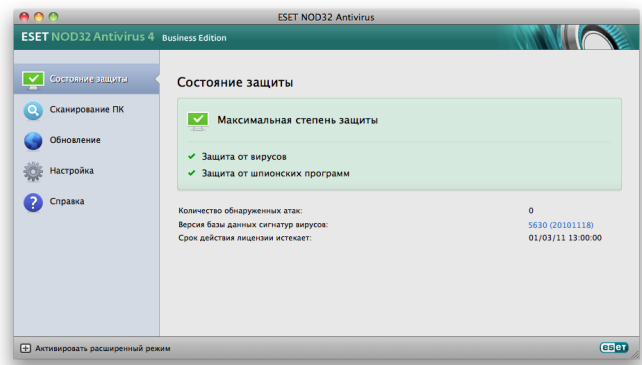 ESET NOD32 Antivirus
ESET NOD32 Antivirus 4 Business Edition
Состояние защиты
Сканирование ПК
Обновление
Настройка
Справка
Состояние защиты
Максимальная степень защиты
Защита от вирусов
Защита от шпионских программ
Количество обнаруженных атак: 0
Версия базы данных сигнатур вирусов: 5630 (20101118)
Срок действия лицензии истекает: 01/03/11 13:00:00
Активировать расширенный режим
eset